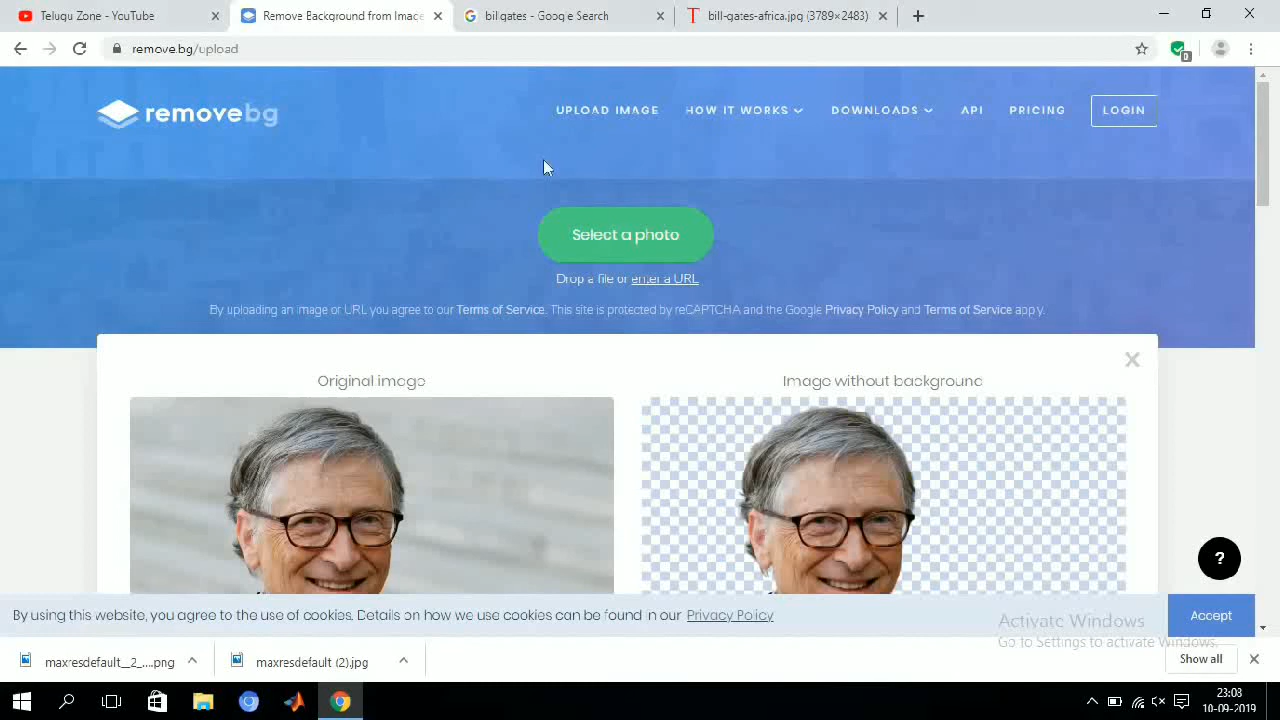 Telugu Zone - YouTube
Remove Background from Image
billgates - Google Search
bill-gates-africa.jpg (3789×2483)
remove.bg/upload
0
removebg
UPLOAD IMAGE
HOW IT WORKS
DOWNLOADS
API
PRICING
LOGIN
Select a photo
Drop a file or enter a URL
By uploading an image or URL you agree to our Terms of Service. This site is protected by reCAPTCHA and the Google Privacy Policy and Terms of Service apply.
Original image
Image without background
?
By using this website, you agree to the use of cookies. Details on how we use cookies can be found in our Privacy Policy
Accept
Activate Windows
Go to Settings to activate Windows.
maxresdefault__2_....png
maxresdefault (2).jpg
Show all
23:03
10-09-2019